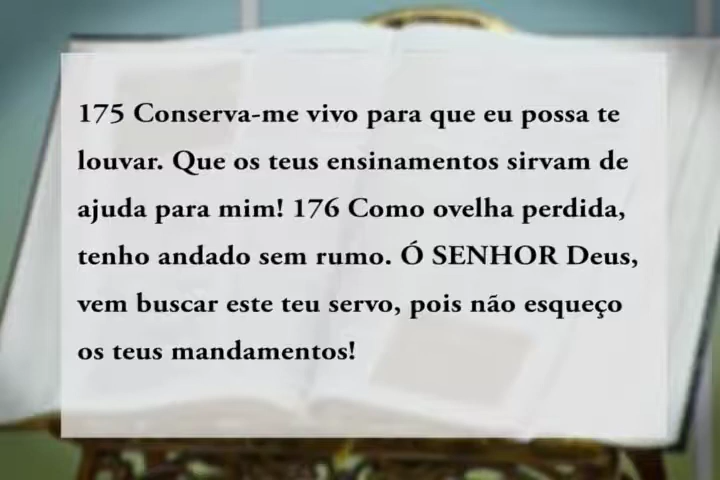 175 Conserva-me vivo para que eu possa te
louvar. Que os teus ensinamentos sirvam de
ajuda para mim! 176 Como ovelha perdida,
tenho andado sem rumo. Ó SENHOR Deus,
vem buscar este teu servo, pois não esqueço
os teus mandamentos!